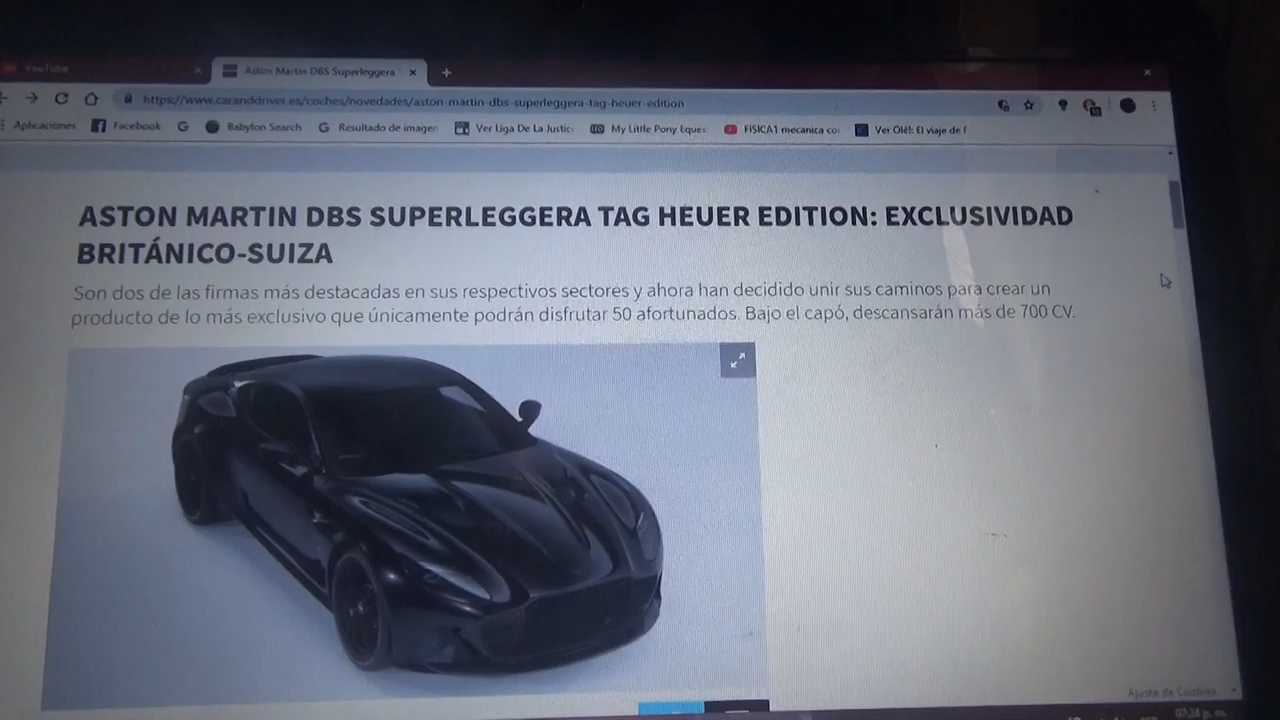 YouTube
Aston Martin DBS Superleggera
https://www.caranddriver.es/coches/novedades/aston-martin-dbs-superleggera-tag-heuer-edition
Aplicaciones Facebook Babylon Search Resultado de imagen Ver Liga De La Justici My Little Pony Eques FISICA1 mecanica co Ver Olé!: El viaje de F
ASTON MARTIN DBS SUPERLEGGERA TAG HEUER EDITION: EXCLUSIVIDAD
BRITÁNICO-SUIZA
Son dos de las firmas más destacadas en sus respectivos sectores y ahora han decidido unir sus caminos para crear un
producto de lo más exclusivo que únicamente podrán disfrutar 50 afortunados. Bajo el capó, descansarán más de 700 CV.
Ajuste de Cookies
07:24 p. m.